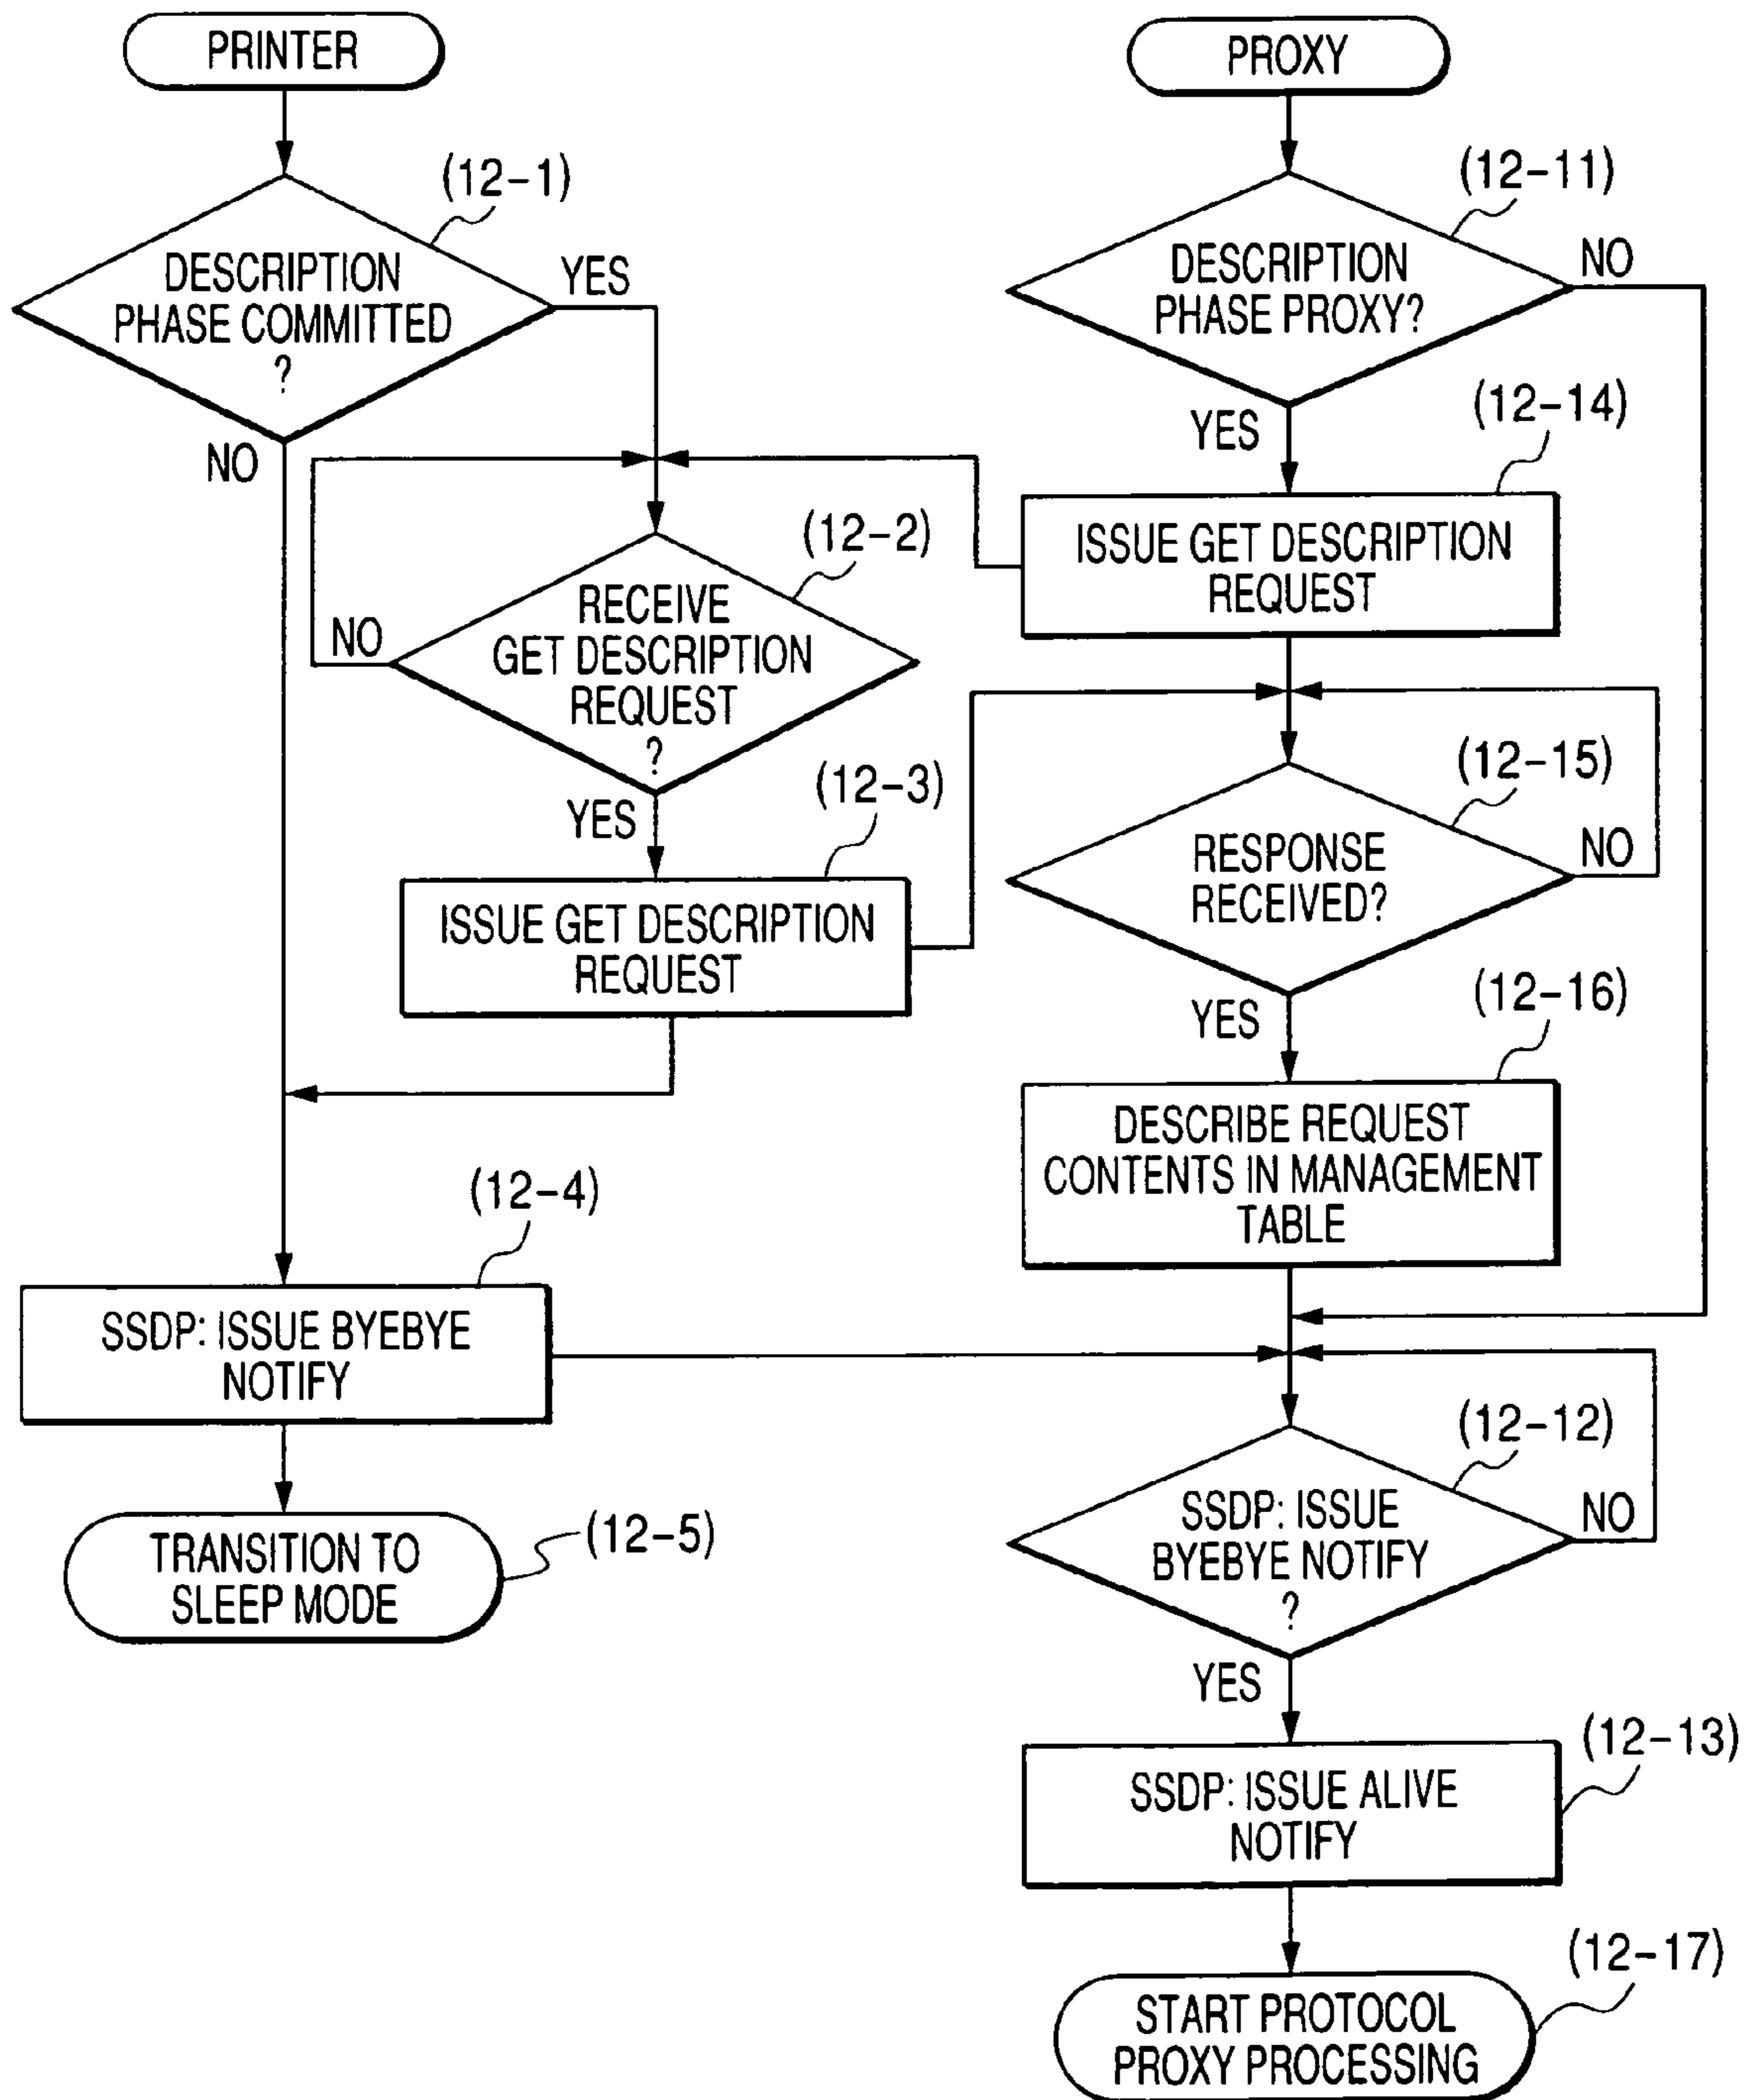 PRINTER
(12-1)
DESCRIPTION
PHASE COMMITTED
?
YES
NO
(12-2)
RECEIVE
GET DESCRIPTION
REQUEST
?
NO
YES
(12-3)
ISSUE GET DESCRIPTION
REQUEST
(12-4)
SSDP: ISSUE BYEBYE
NOTIFY
TRANSITION TO
SLEEP MODE
(12-5)
PROXY
(12-11)
DESCRIPTION
PHASE PROXY?
NO
YES
(12-14)
ISSUE GET DESCRIPTION
REQUEST
(12-15)
RESPONSE
RECEIVED?
NO
YES
(12-16)
DESCRIBE REQUEST
CONTENTS IN MANAGEMENT
TABLE
(12-12)
SSDP: ISSUE
BYEBYE NOTIFY
?
NO
YES
(12-13)
SSDP: ISSUE ALIVE
NOTIFY
(12-17)
START PROTOCOL
PROXY PROCESSING